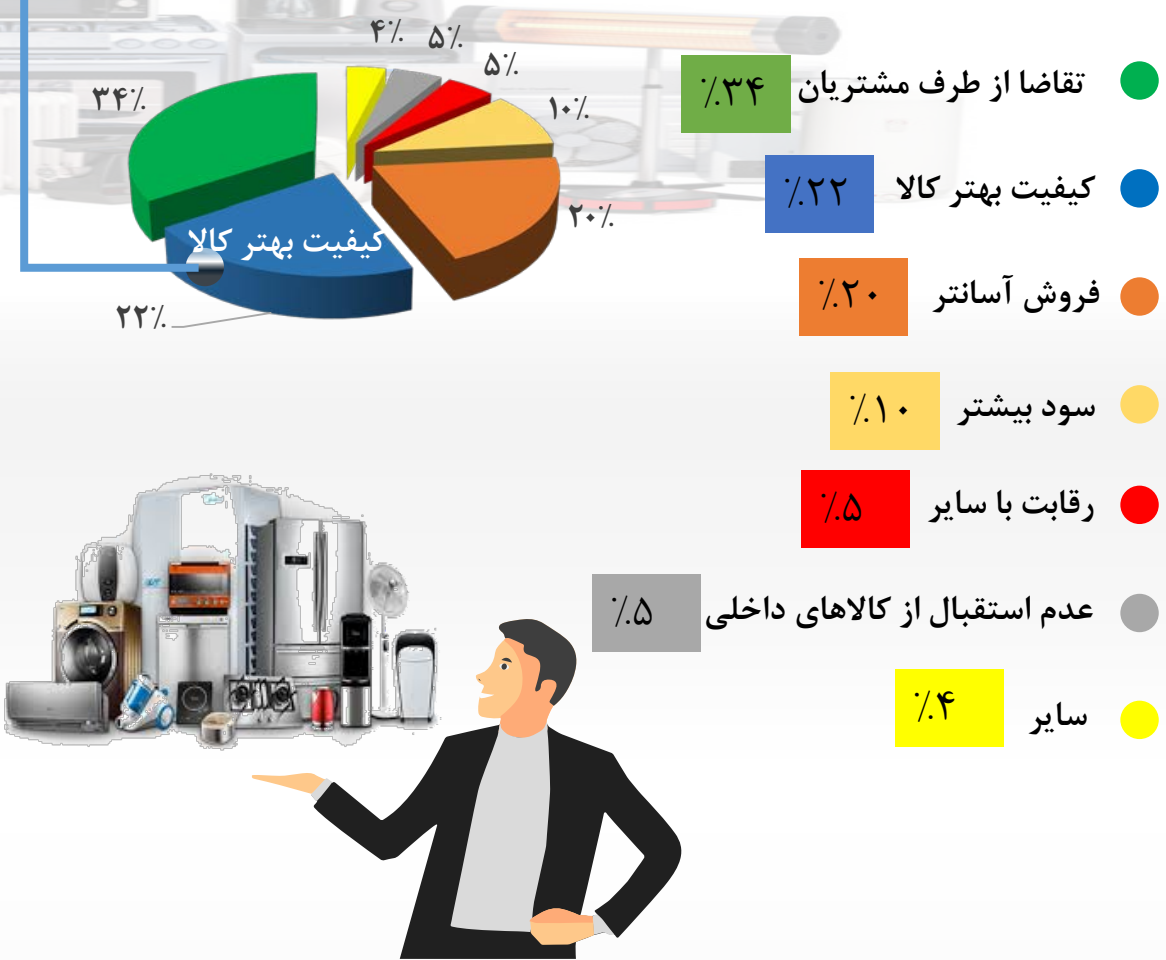 ۴٪
۵٪
۵٪
۱۰٪
۲۰٪
۲۲٪
۳۴٪
کیفیت بهتر کالا
تقاضا از طرف مشتریان ۳۴٪
کیفیت بهتر کالا ۲۲٪
فروش آسانتر ۲۰٪
سود بیشتر ۱۰٪
رقابت با سایر ۵٪
عدم استقبال از کالاهای داخلی ۵٪
سایر ۴٪